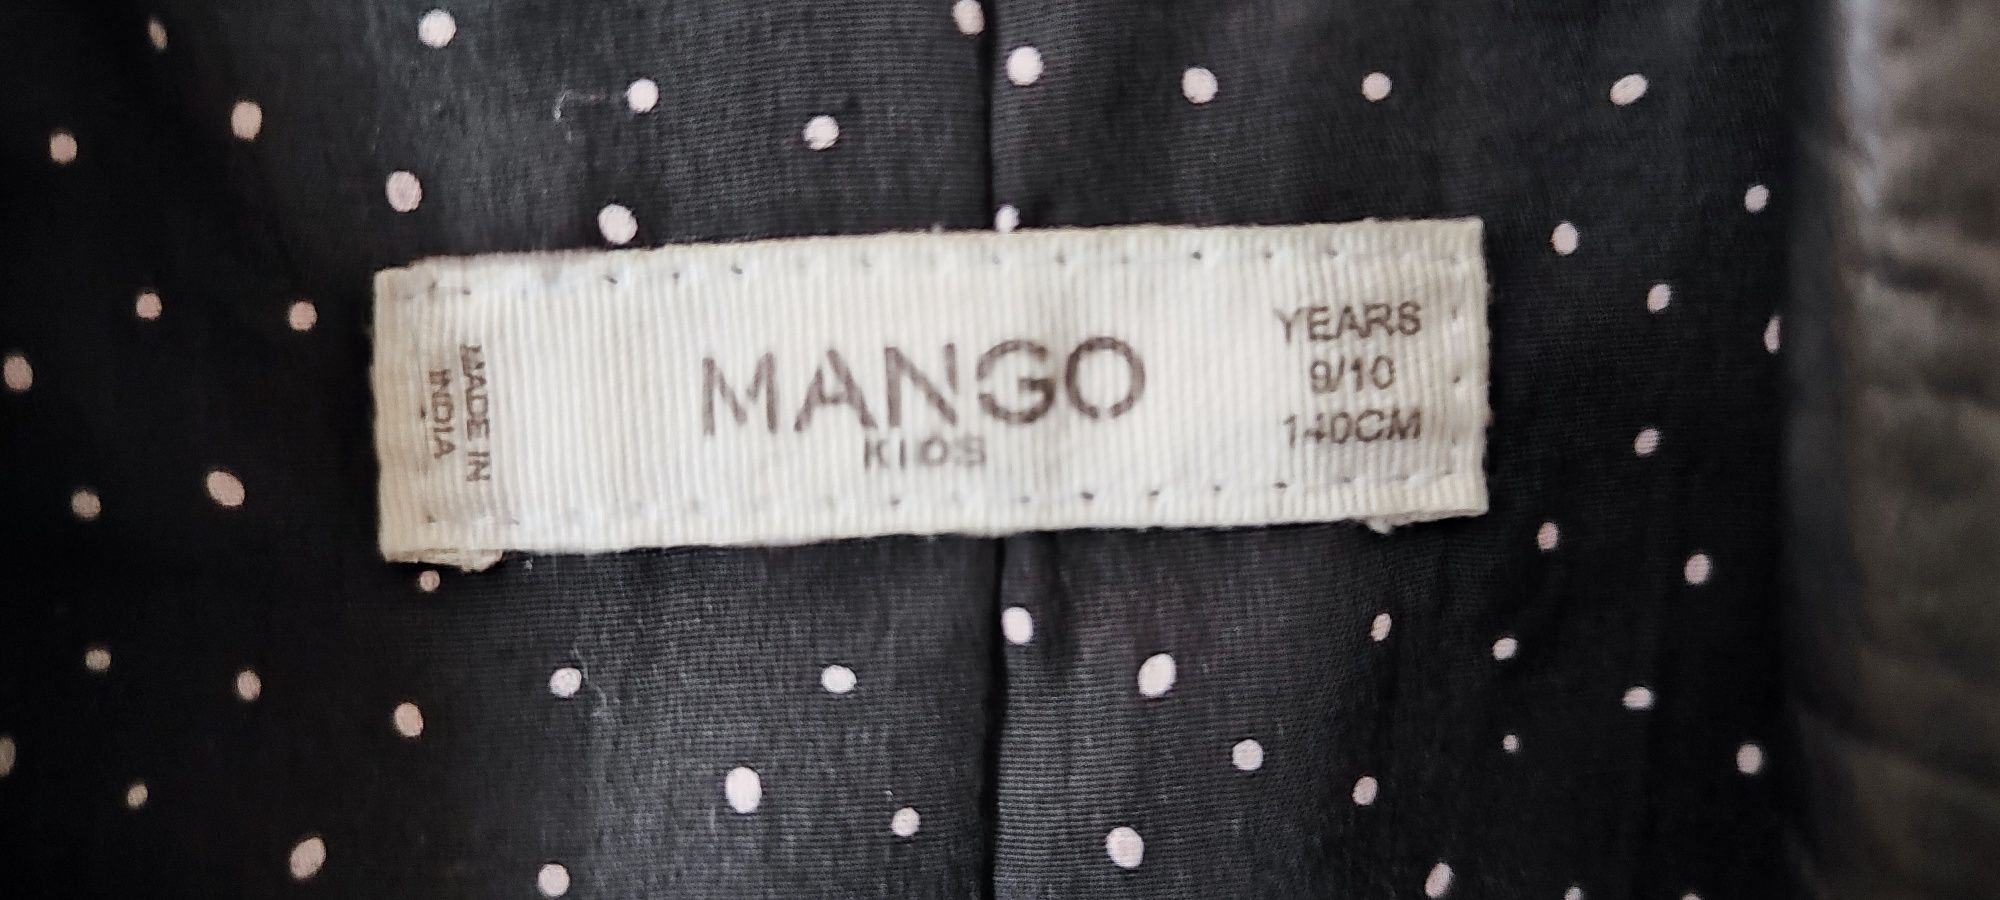 MADE IN
INDIA
MANGO
KIDS
YEARS
9/10
140CM